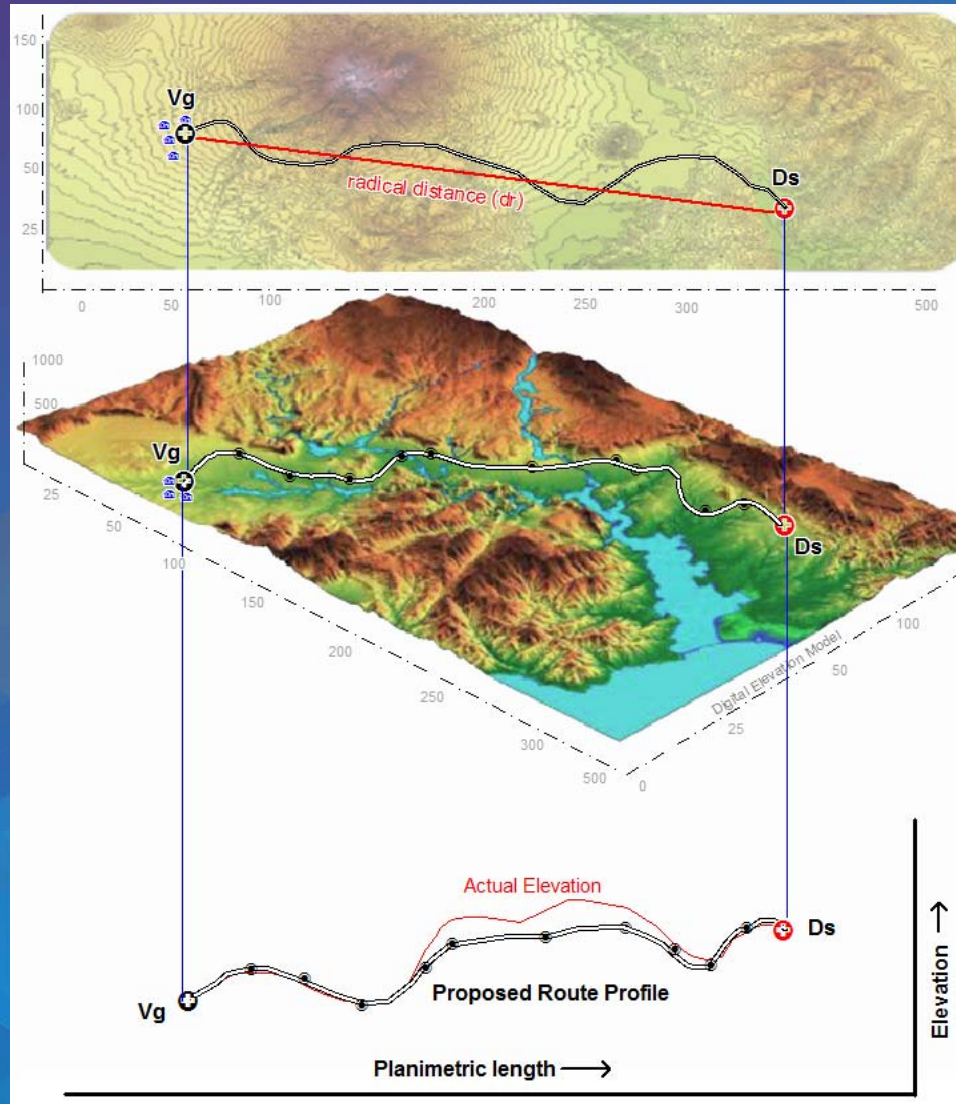 150
100
50
25
Vg
radical distance (dr)
Ds
0 50 100 200 250 300 500
1000
500
Vg
Ds
25
50
100
150
200
250
300
500
0
25
50
100
Digital Elevation Model
Actual Elevation
Ds
Vg
Proposed Route Profile
Elevation
Planimetric length